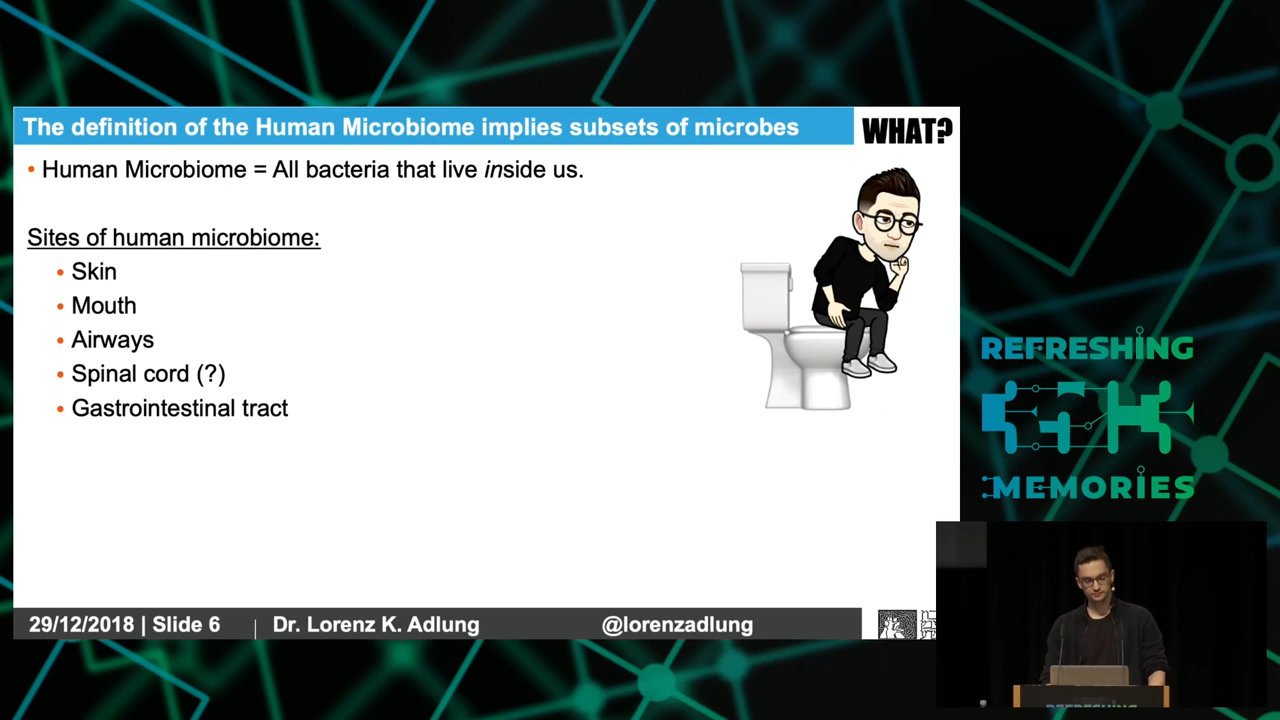 The definition of the Human Microbiome implies subsets of microbes
WHAT?
• Human Microbiome = All bacteria that live inside us.
Sites of human microbiome:
• Skin
• Mouth
• Airways
• Spinal cord (?)
• Gastrointestinal tract
29/12/2018 | Slide 6 | Dr. Lorenz K. Adlung @lorenzadlung
REFRESHING
MEMORIES
REFRESHING